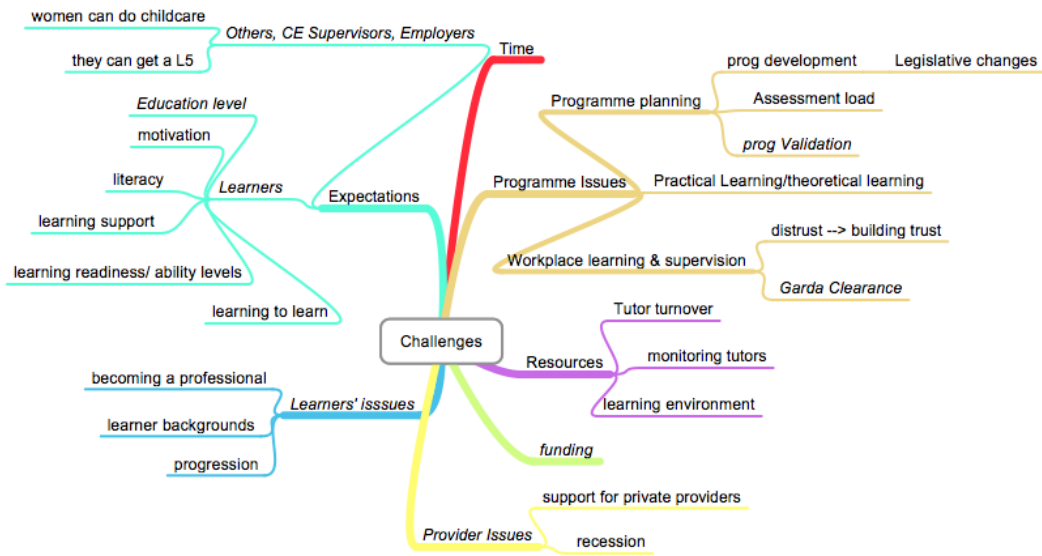 women can do childcare
Others, CE Supervisors, Employers
they can get a L5
Education level
motivation
literacy
Learners
learning support
learning readiness/ ability levels
learning to learn
Expectations
Time
prog development
Legislative changes
Programme planning
Assessment load
prog Validation
Programme Issues
Practical Learning/theoretical learning
distrust --> building trust
Workplace learning & supervision
Garda Clearance
Challenges
Tutor turnover
Resources
monitoring tutors
learning environment
becoming a professional
Learners' isssues
learner backgrounds
progression
funding
support for private providers
Provider Issues
recession